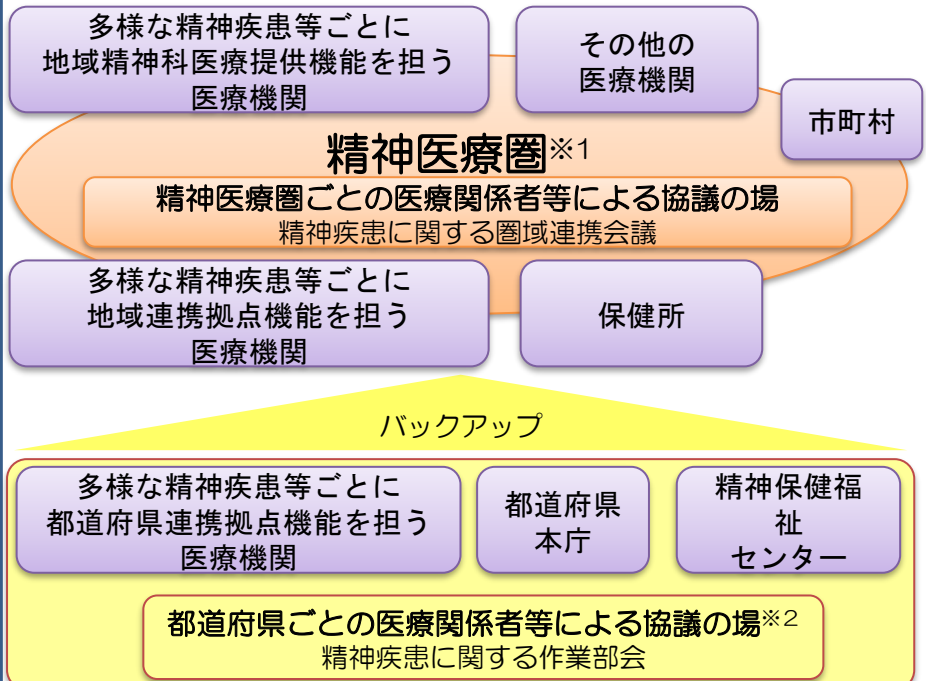 多様な精神疾患等ごとに
地域精神科医療提供機能を担う
医療機関
その他の
医療機関
市町村
精神医療圏※1
精神医療圏ごとの医療関係者等による協議の場
精神疾患に関する圏域連携会議
多様な精神疾患等ごとに
地域連携拠点機能を担う
医療機関
保健所
バックアップ
多様な精神疾患等ごとに
都道府県連携拠点機能を担う
医療機関
都道府県
本庁
精神保健福
祉
センター
都道府県ごとの医療関係者等による協議の場※2
精神疾患に関する作業部会